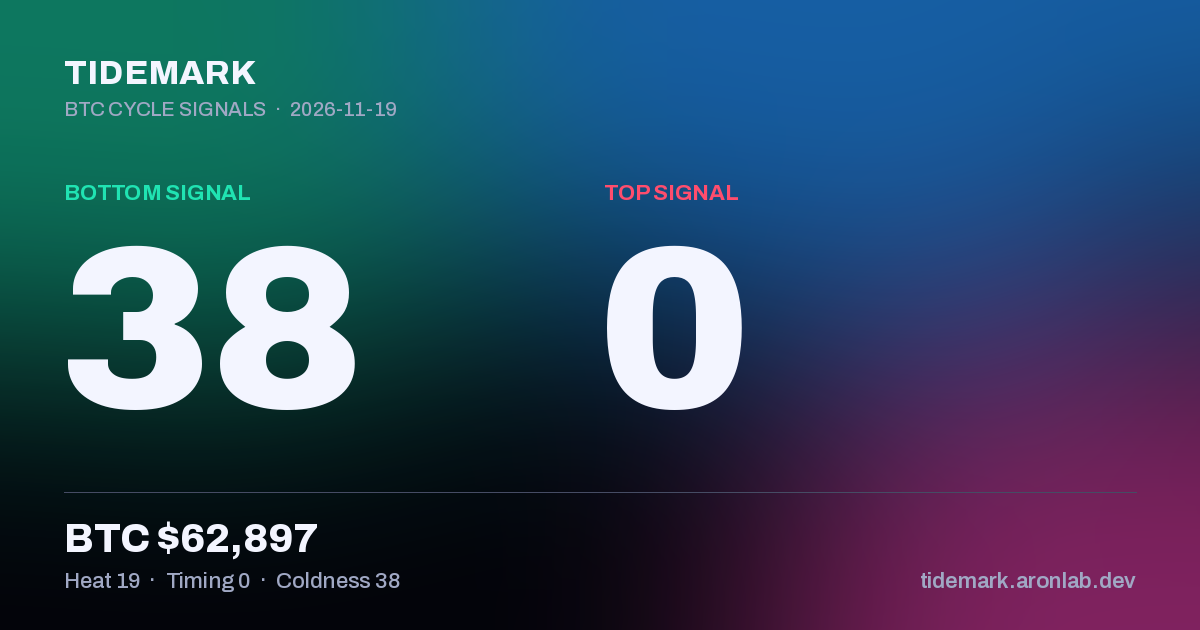 TIDEMARK
BTC CYCLE SIGNALS · 2026-11-19
BOTTOM SIGNAL
38
TOP SIGNAL
0
BTC $62,897
Heat 19 · Timing 0 · Coldness 38
tidemark.aronlab.dev